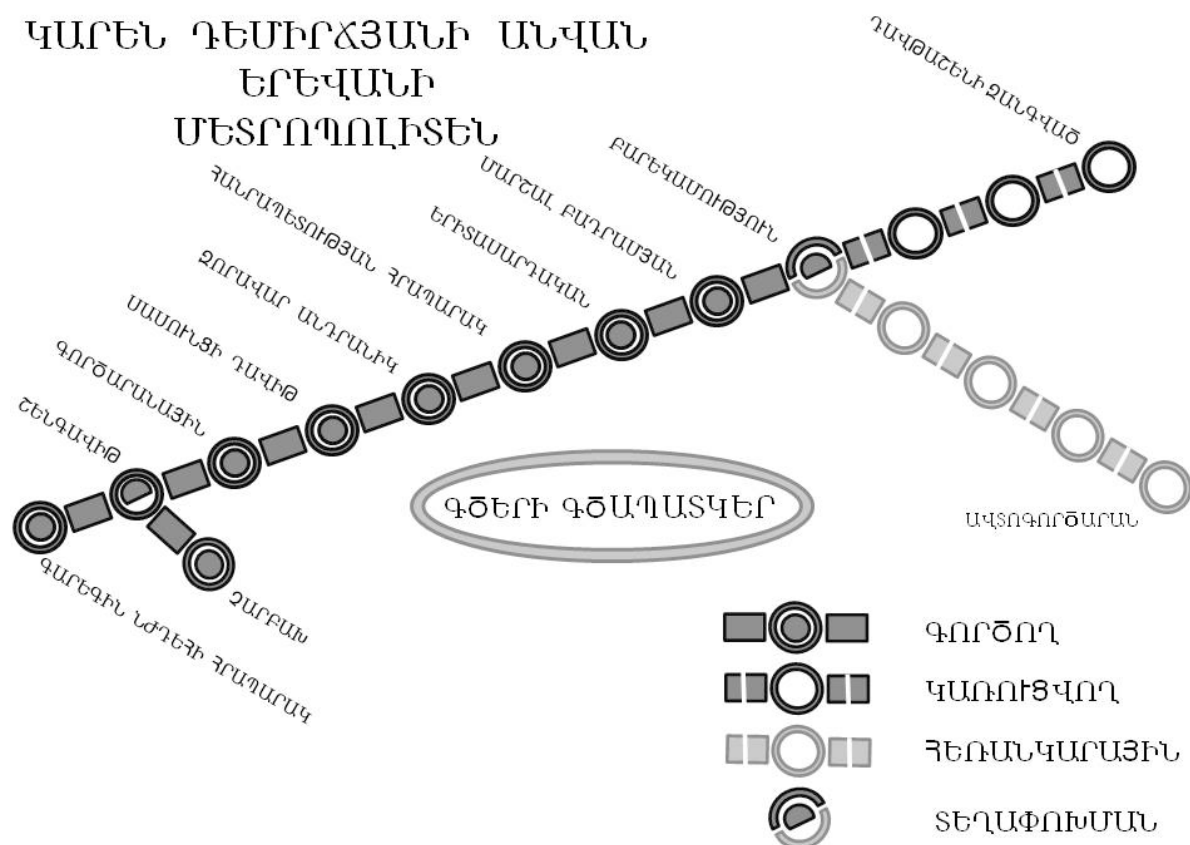 ԿԱՐԵՆ ԴԵՄԻՐՃՅԱՆԻ ԱՆՎԱՆ
ԵՐԵՎԱՆԻ
ՄԵՏՐՈՊՈԼԻՏԵՆ
ԴԱՎԹԱՇԵՆԻ ԶԱՆԳՎԱԾ
ԲԱՐԵԿԱՄՈՒԹՅՈՒՆ
ՄԱՐՇԱԼ ԲԱՂՐԱՄՅԱՆ
ԵՐԻՏԱՍԱՐԴԱԿԱՆ
ՀԱՆՐԱՊԵՏՈՒԹՅԱՆ ՀՐԱՊԱՐԱԿ
ԶՈՐԱՎԱՐ ԱՆԴՐԱՆԻԿ
ՍԱՍՈՒՆՑԻ ԴԱՎԻԹ
ԳՈՐԾԱՐԱՆԱՅԻՆ
ՇԵՆԳԱՎԻԹ
ԳԾԵՐԻ ԳԾԱՊԱՏԿԵՐ
ԱՎՏՈԳՈՐԾԱՐԱՆ
ԳԱՐԵԳԻՆ ՆԺԴԵՀԻ ՀՐԱՊԱՐԱԿ
ՉԱՐԲԱԽ
ԳՈՐԾՈՂ
ԿԱՌՈՒՑՎՈՂ
ՀԵՌԱՆԿԱՐԱՅԻՆ
ՏԵՂԱՓՈԽՄԱՆ